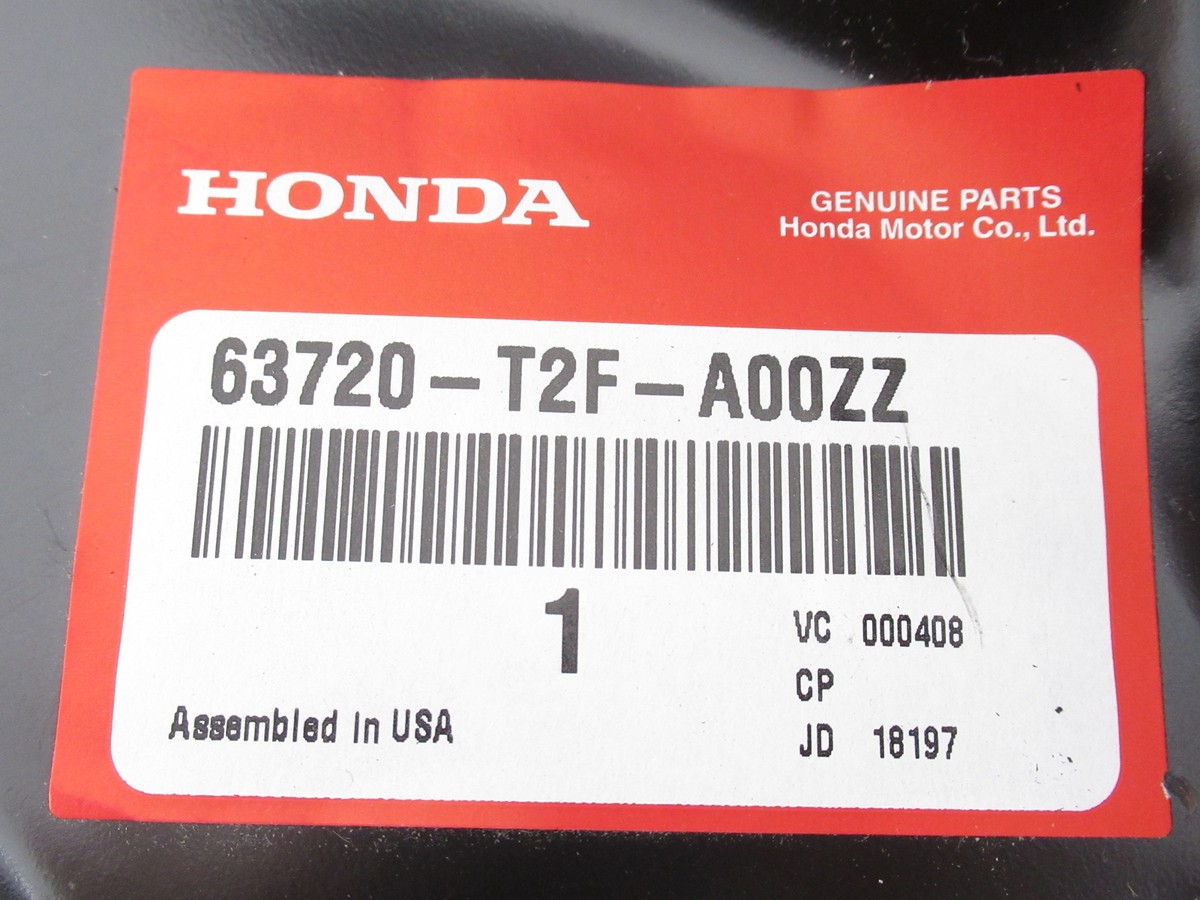 HONDA
GENUINE PARTS
Honda Motor Co., Ltd.
63720-T2F-A00ZZ
1
VC 000408
CP
Assembled in USA
JD 18197